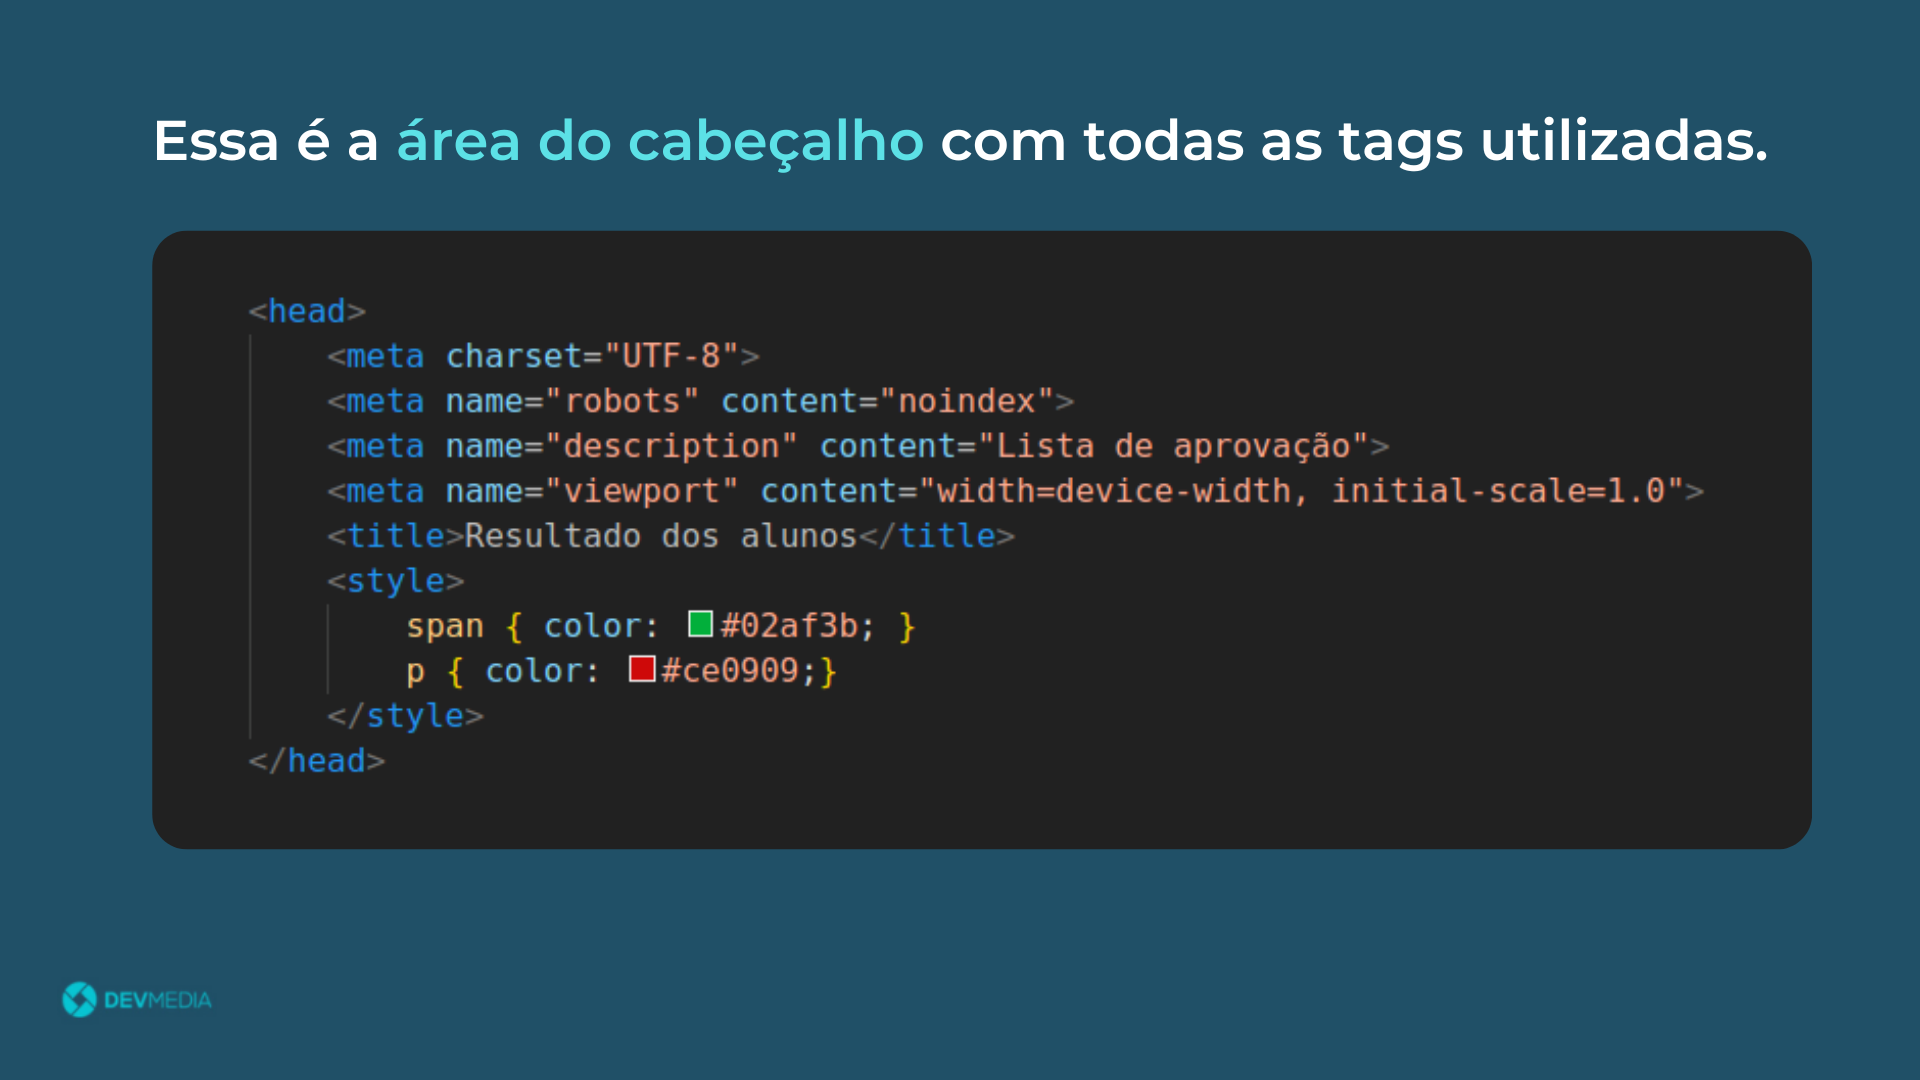 Essa é a área do cabeçalho com todas as tags utilizadas.
<head>
<meta charset="UTF-8">
<meta name="robots" content="noindex">
<meta name="description" content="Lista de aprovação">
<meta name="viewport" content="width=device-width, initial-scale=1.0">
<title>Resultado dos alunos</title>
<style>
span { color: #02af3b; }
p { color: #ce0909;}
</style>
</head>
DEVMEDIA